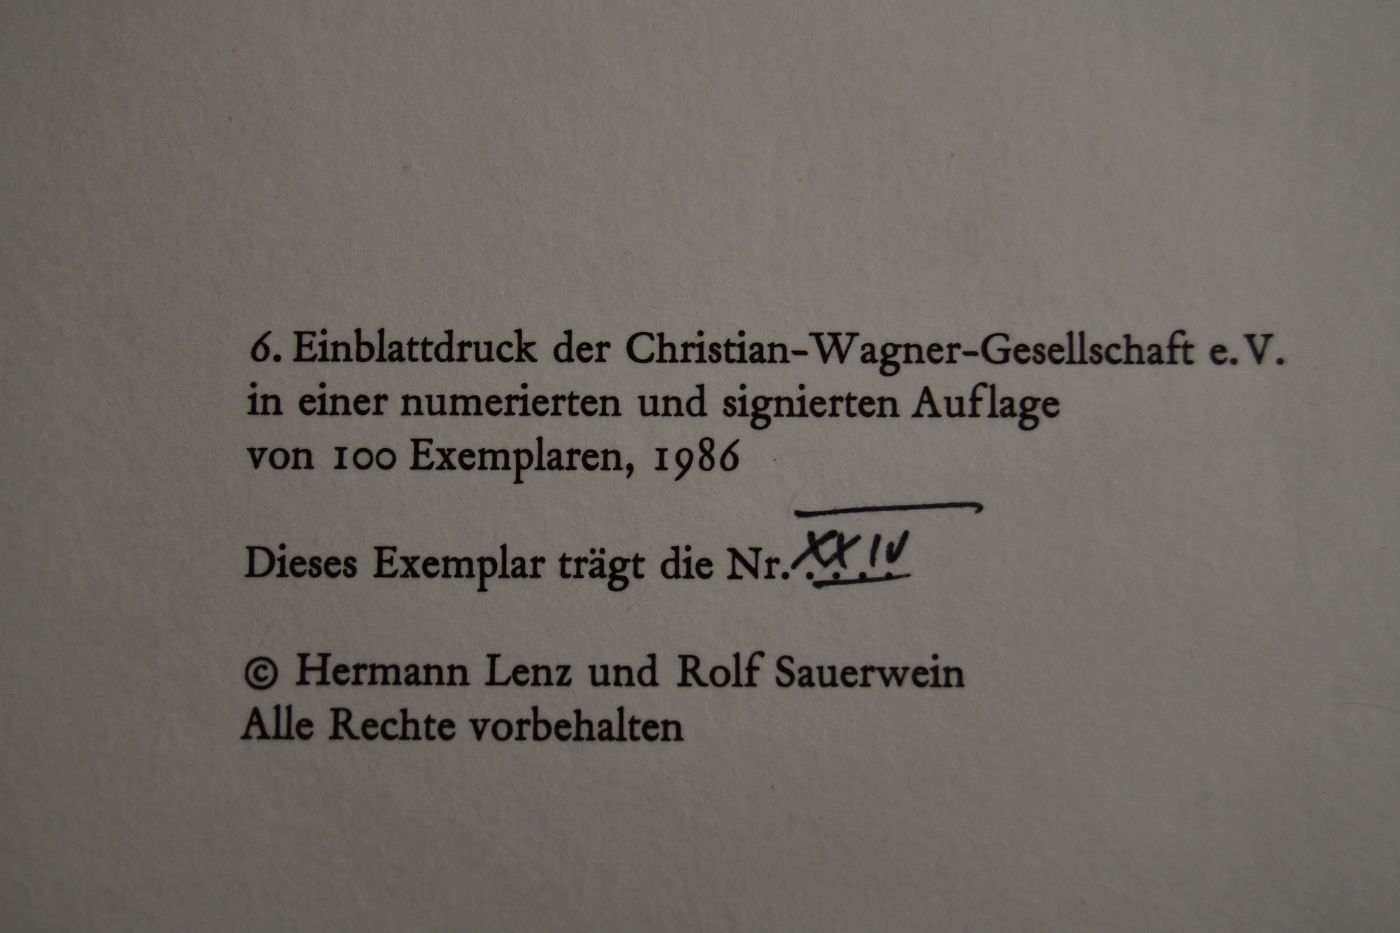 6. Einblattdruck der Christian-Wagner-Gesellschaft e. V.
in einer numerierten und signierten Auflage
von 100 Exemplaren, 1986
Dieses Exemplar trägt die Nr. XXIV
© Hermann Lenz und Rolf Sauerwein
Alle Rechte vorbehalten